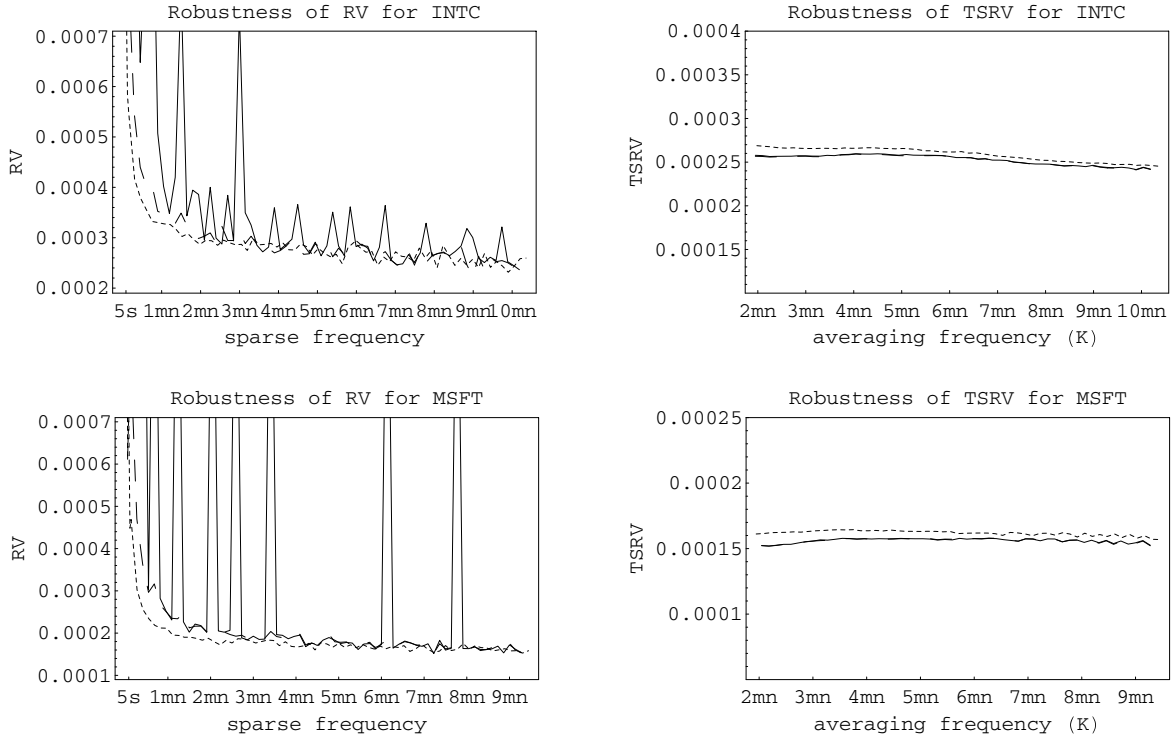 Robustness of RV for INTC
0.0007
0.0006
0.0005
0.0004
0.0003
0.0002
RV
5s 1mn 2mn 3mn 4mn 5mn 6mn 7mn 8mn 9mn 10mn
sparse frequency
Robustness of TSRV for INTC
0.0004
0.00035
0.0003
0.00025
0.0002
0.00015
TSRV
2mn 3mn 4mn 5mn 6mn 7mn 8mn 9mn 10mn
averaging frequency (K)
Robustness of RV for MSFT
0.0007
0.0006
0.0005
0.0004
0.0003
0.0002
0.0001
RV
5s 1mn 2mn 3mn 4mn 5mn 6mn 7mn 8mn 9mn
sparse frequency
Robustness of TSRV for MSFT
0.00025
0.0002
0.00015
0.0001
TSRV
2mn 3mn 4mn 5mn 6mn 7mn 8mn 9mn
averaging frequency (K)